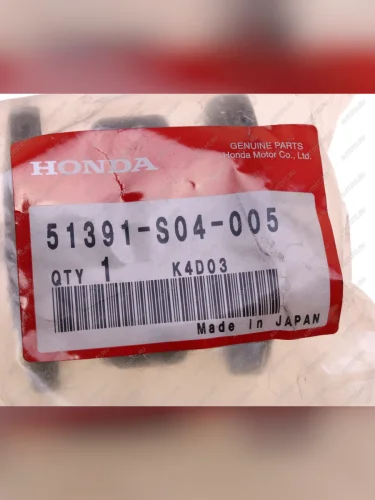 GENUINE PARTS
Honda Motor Co., Ltd.
HONDA
51391-S04-005
QTY 1 K4D03
Made in JAPAN